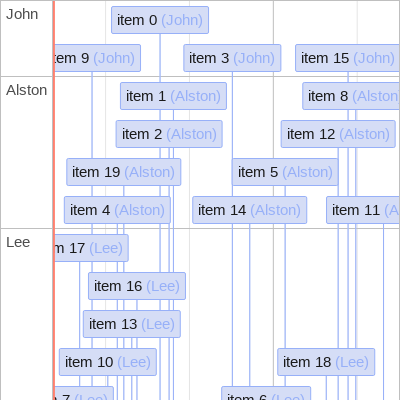 John
item 0 (John)
item 9 (John)
item 3 (John)
item 15 (John)
Alston
item 1 (Alston)
item 8 (Alston
item 2 (Alston)
item 12 (Alston)
item 19 (Alston)
item 5 (Alston)
item 4 (Alston)
item 14 (Alston)
item 11 (A
Lee
m 17 (Lee)
item 16 (Lee)
item 13 (Lee)
item 10 (Lee)
item 18 (Lee)
7 (Lee)
item 6 (Lee)